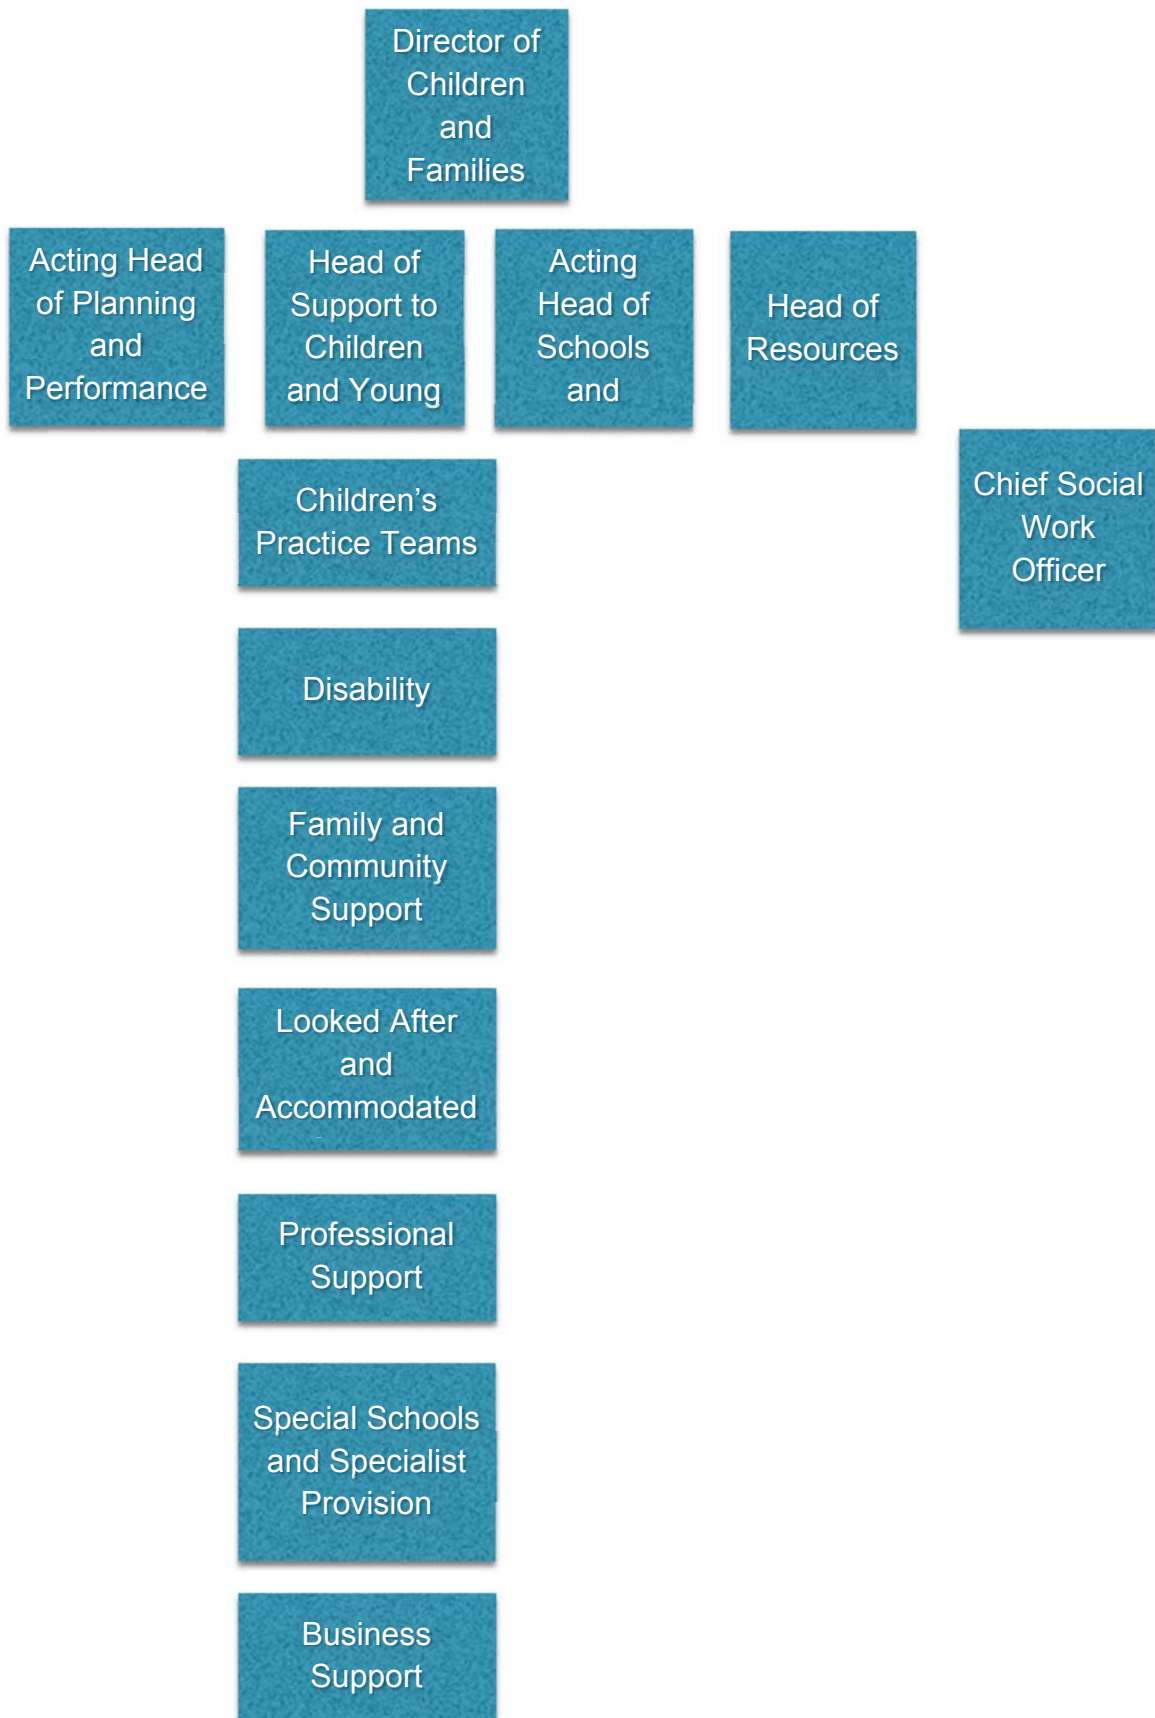 Director of
Children
and
Families
Acting Head
of Planning
and
Performance
Head of
Support to
Children
and Young
Acting
Head of
Schools
and
Head of
Resources
Chief Social
Work
Officer
Children’s
Practice Teams
Disability
Family and
Community
Support
Looked After
and
Accommodated
Professional
Support
Special Schools
and Specialist
Provision
Business
Support